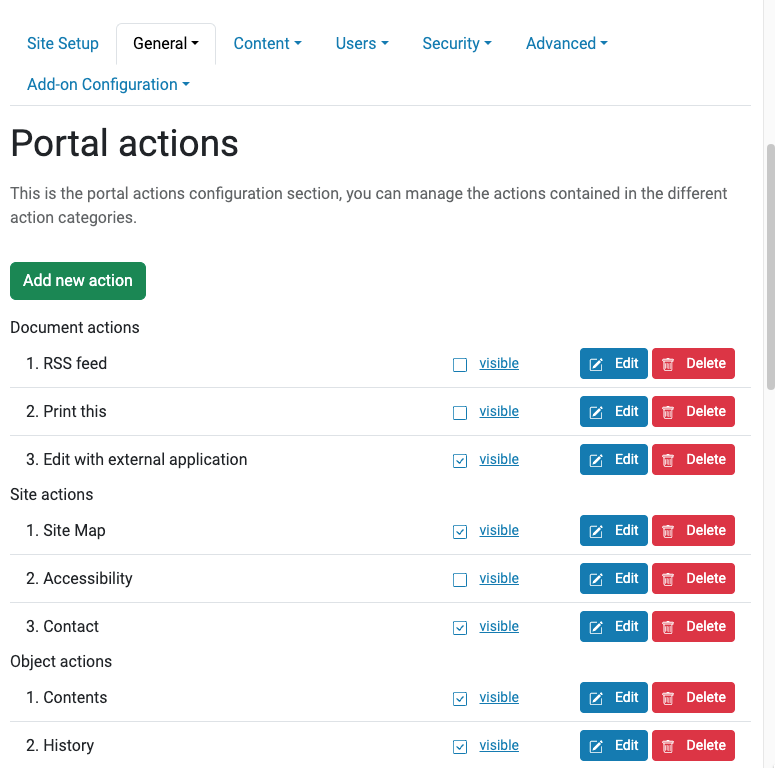 Site Setup General Content Users Security Advanced
Add-on Configuration
Portal actions
This is the portal actions configuration section, you can manage the actions contained in the different
action categories.
Add new action
Document actions
1. RSS feed visible Edit Delete
2. Print this visible Edit Delete
3. Edit with external application visible Edit Delete
Site actions
1. Site Map visible Edit Delete
2. Accessibility visible Edit Delete
3. Contact visible Edit Delete
Object actions
1. Contents visible Edit Delete
2. History visible Edit Delete